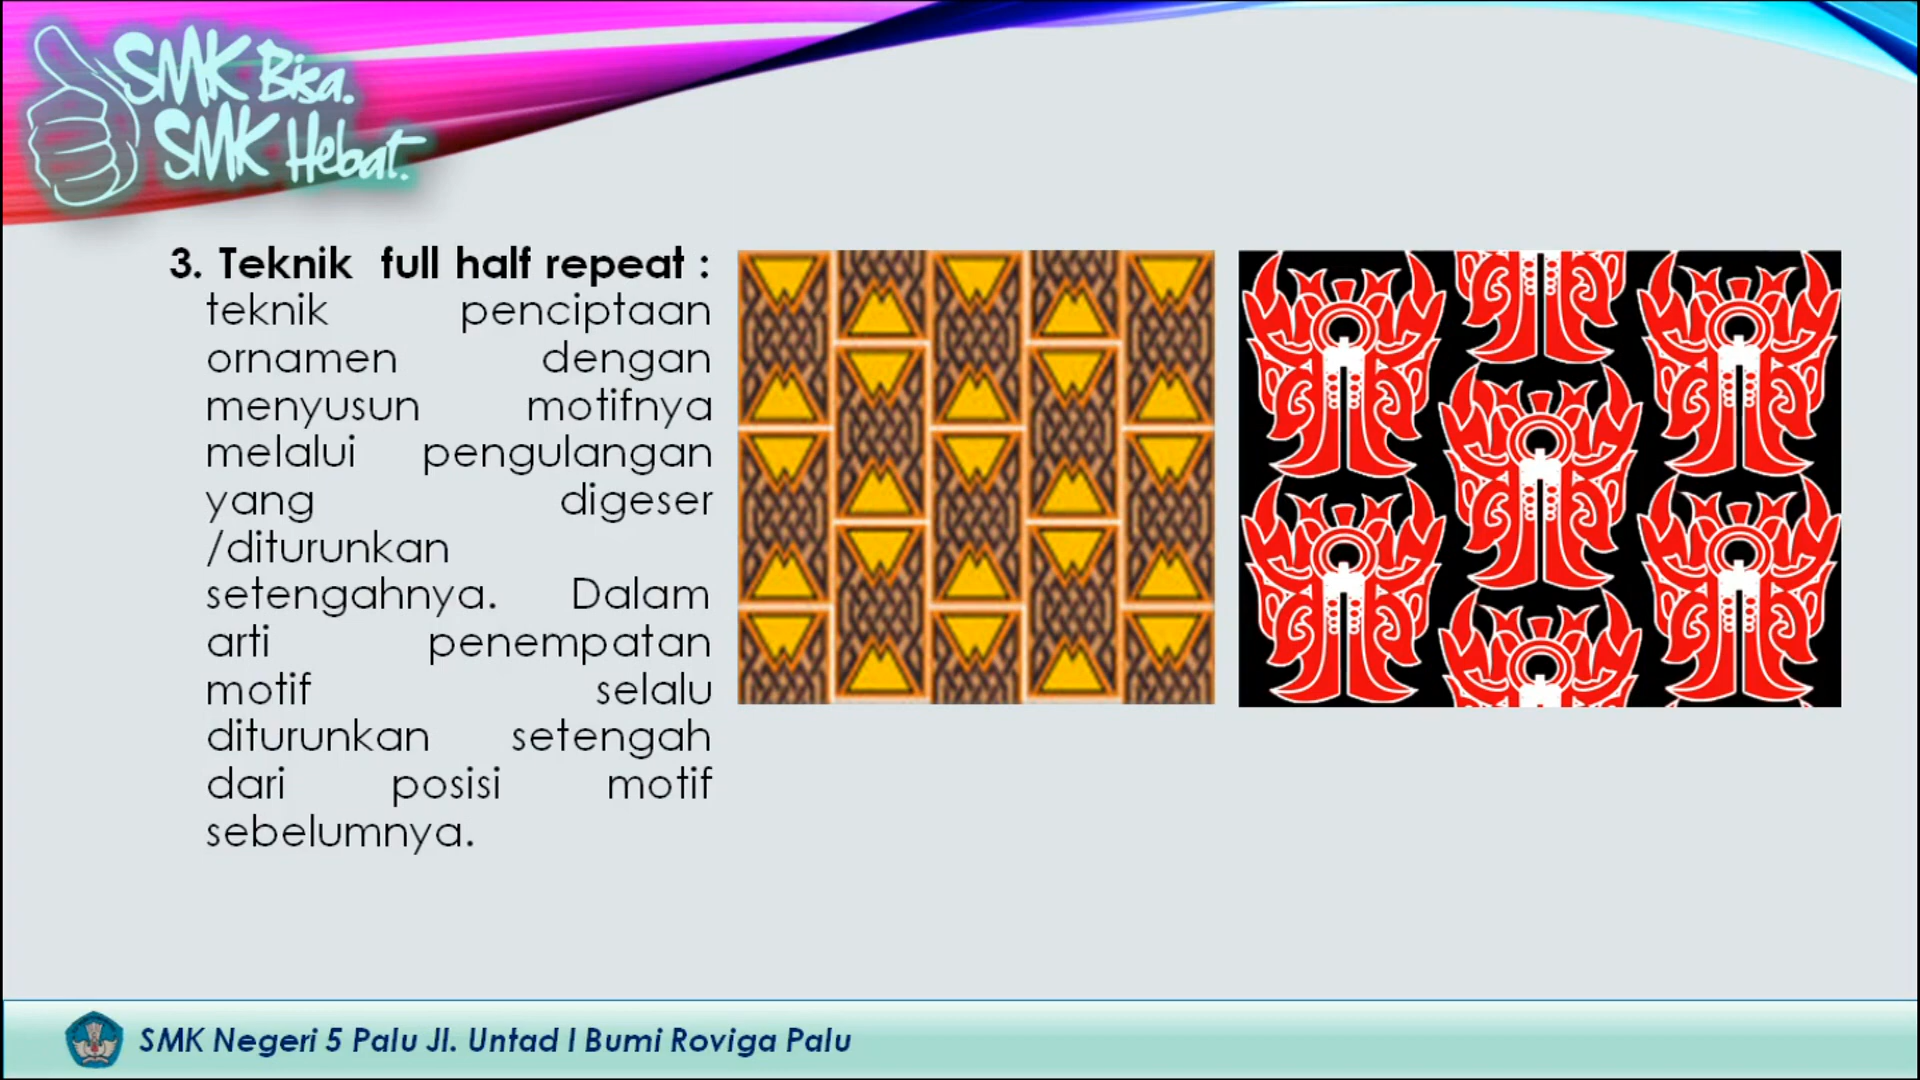 SMK Bisa.
SMK Hebat.
3. Teknik full half repeat :
teknik penciptaan
ornamen dengan
menyusun motifnya
melalui pengulangan
yang digeser
/diturunkan
setengahnya. Dalam
arti penempatan
motif selalu
diturunkan setengah
dari posisi motif
sebelumnya.
SMK Negeri 5 Palu Jl. Untad I Bumi Roviga Palu